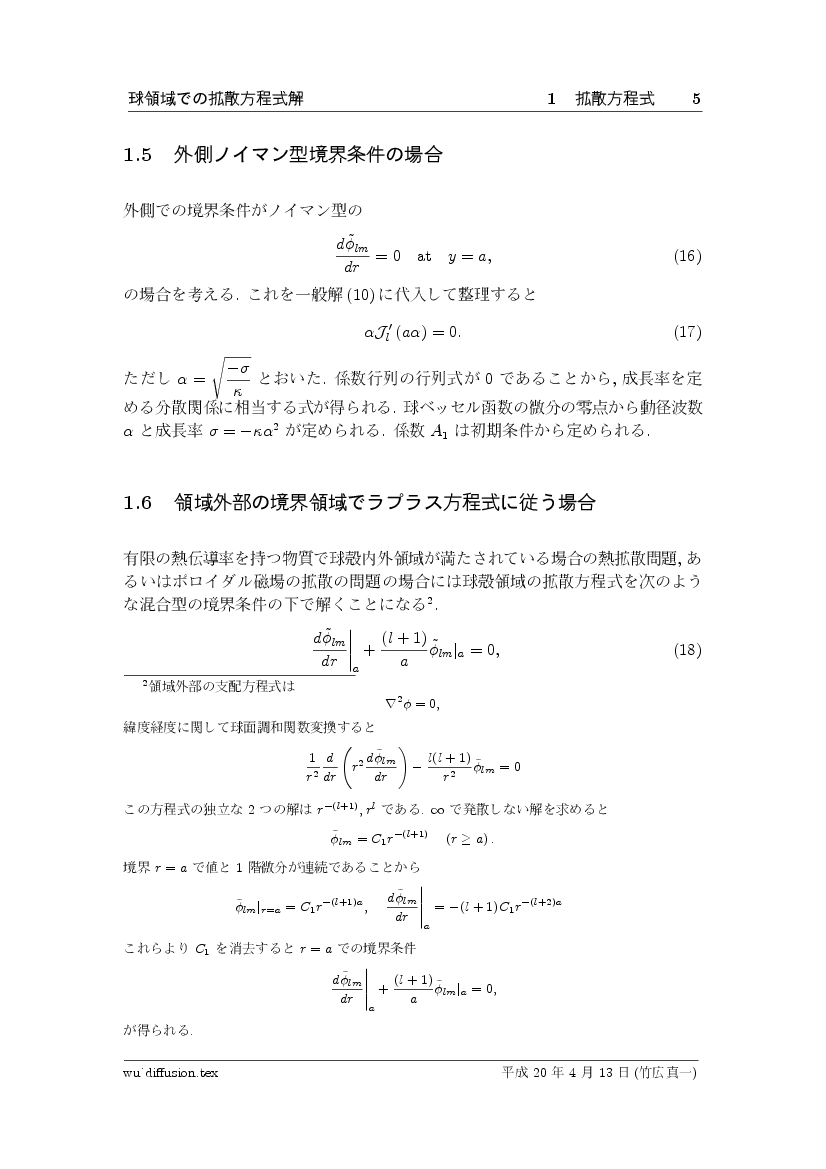 球領域での拡散方程式解 1 拡散方程式 5
1.5 外側ノイマン型境界条件の場合
外側での境界条件がノイマン型の
\frac{d\tilde{\phi}_{lm}}{dr} = 0 at y = a, (16)
の場合を考える. これを一般解 (10) に代入して整理すると
\alpha \mathcal{J}_l' (a\alpha) = 0. (17)
ただし \alpha = \sqrt{\frac{-\sigma}{\kappa}} とおいた. 係数行列の行列式が 0 であることから, 成長率を定
める分散関係に相当する式が得られる. 球ベッセル函数の微分の零点から動径波数
\alpha と成長率 \sigma = -\kappa\alpha^2 が定められる. 係数 A_1 は初期条件から定められる.
1.6 領域外部の境界領域でラプラス方程式に従う場合
有限の熱伝導率を持つ物質で球殻内外領域が満たされている場合の熱拡散問題, あ
るいはポロイダル磁場の拡散の問題の場合には球殻領域の拡散方程式を次のよう
な混合型の境界条件の下で解くことになる^2.
\left.\frac{d\tilde{\phi}_{lm}}{dr}\right|_a + \frac{(l+1)}{a}\tilde{\phi}_{lm}|_a = 0, (18)
^2領域外部の支配方程式は
\nabla^2 \phi = 0,
緯度経度に関して球面調和関数変換すると
\frac{1}{r^2}\frac{d}{dr}\left(r^2\frac{d\tilde{\phi}_{lm}}{dr}\right) - \frac{l(l+1)}{r^2}\tilde{\phi}_{lm} = 0
この方程式の独立な 2 つの解は r^{-(l+1)}, r^l である. \infty で発散しない解を求めると
\tilde{\phi}_{lm} = C_1 r^{-(l+1)} (r \geq a).
境界 r = a で値と 1 階微分が連続であることから
\tilde{\phi}_{lm}|_{r=a} = C_1 r^{-(l+1)a}, \left.\frac{d\tilde{\phi}_{lm}}{dr}\right|_a = -(l+1)C_1 r^{-(l+2)a}
これらより C_1 を消去すると r = a での境界条件
\left.\frac{d\tilde{\phi}_{lm}}{dr}\right|_a + \frac{(l+1)}{a}\tilde{\phi}_{lm}|_a = 0,
が得られる.
wu˙diffusion.tex 平成 20 年 4 月 13 日 (竹広真一)